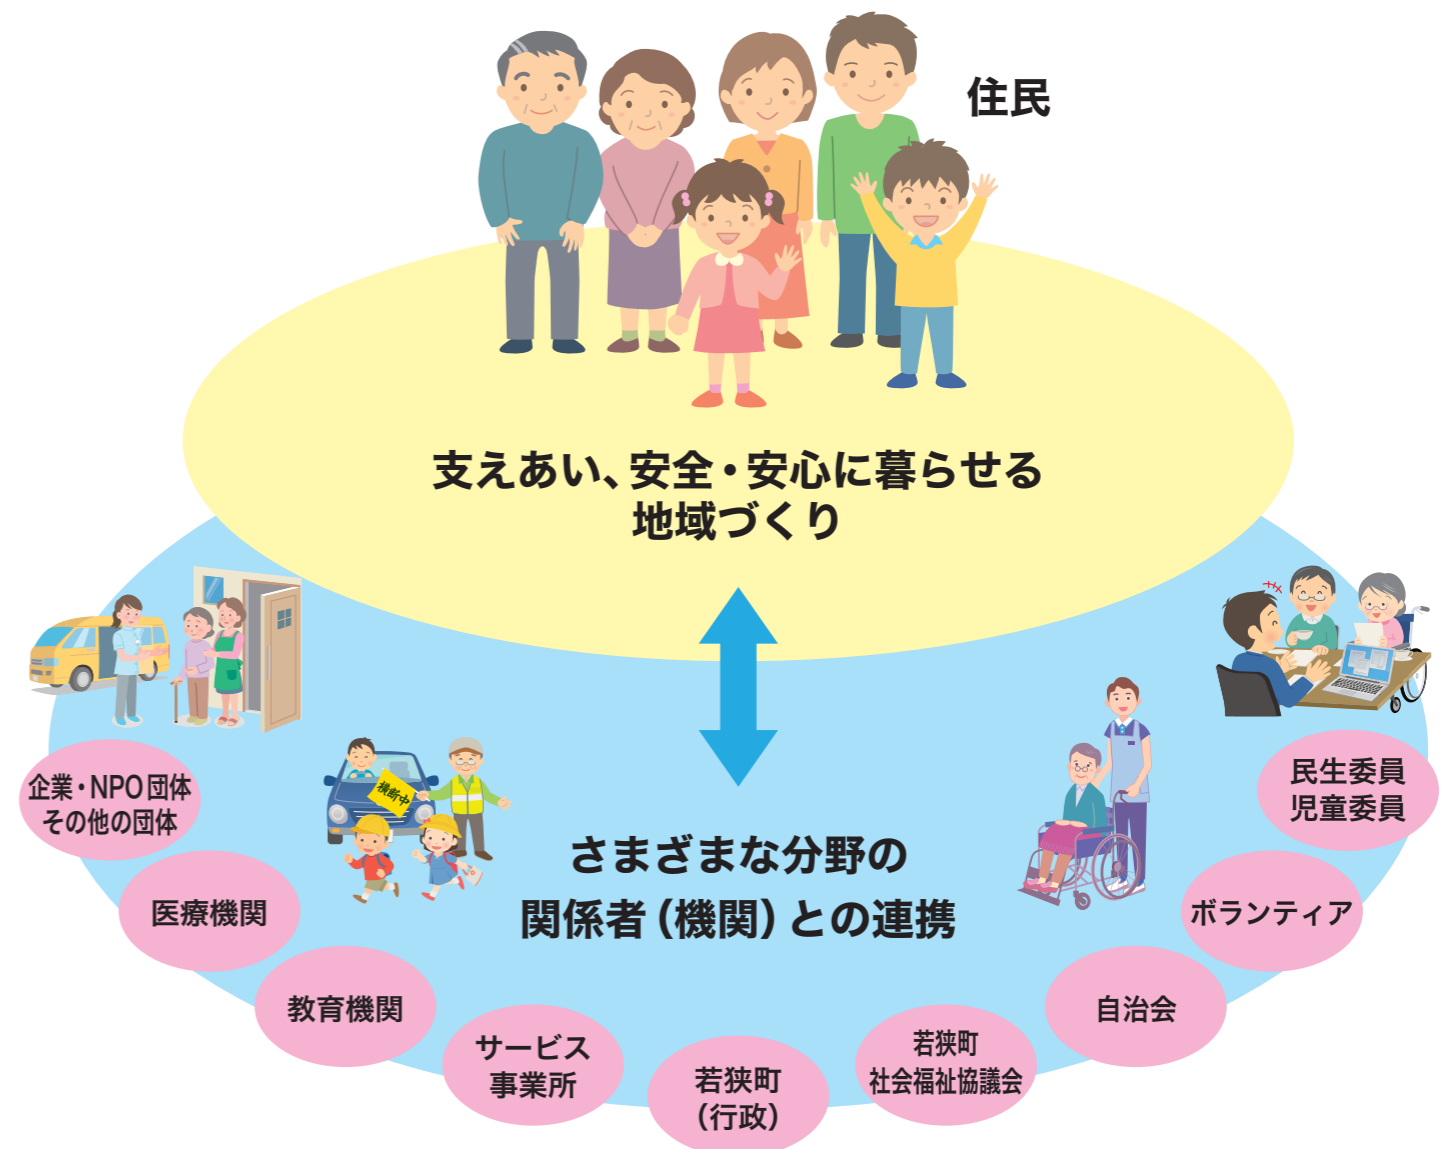 住民
支えあい、安全・安心に暮らせる
地域づくり
横断中
さまざまな分野の
関係者(機関)との連携
企業・NPO団体
その他の団体
医療機関
教育機関
サービス
事業所
若狭町
(行政)
若狭町
社会福祉協議会
自治会
ボランティア
民生委員
児童委員